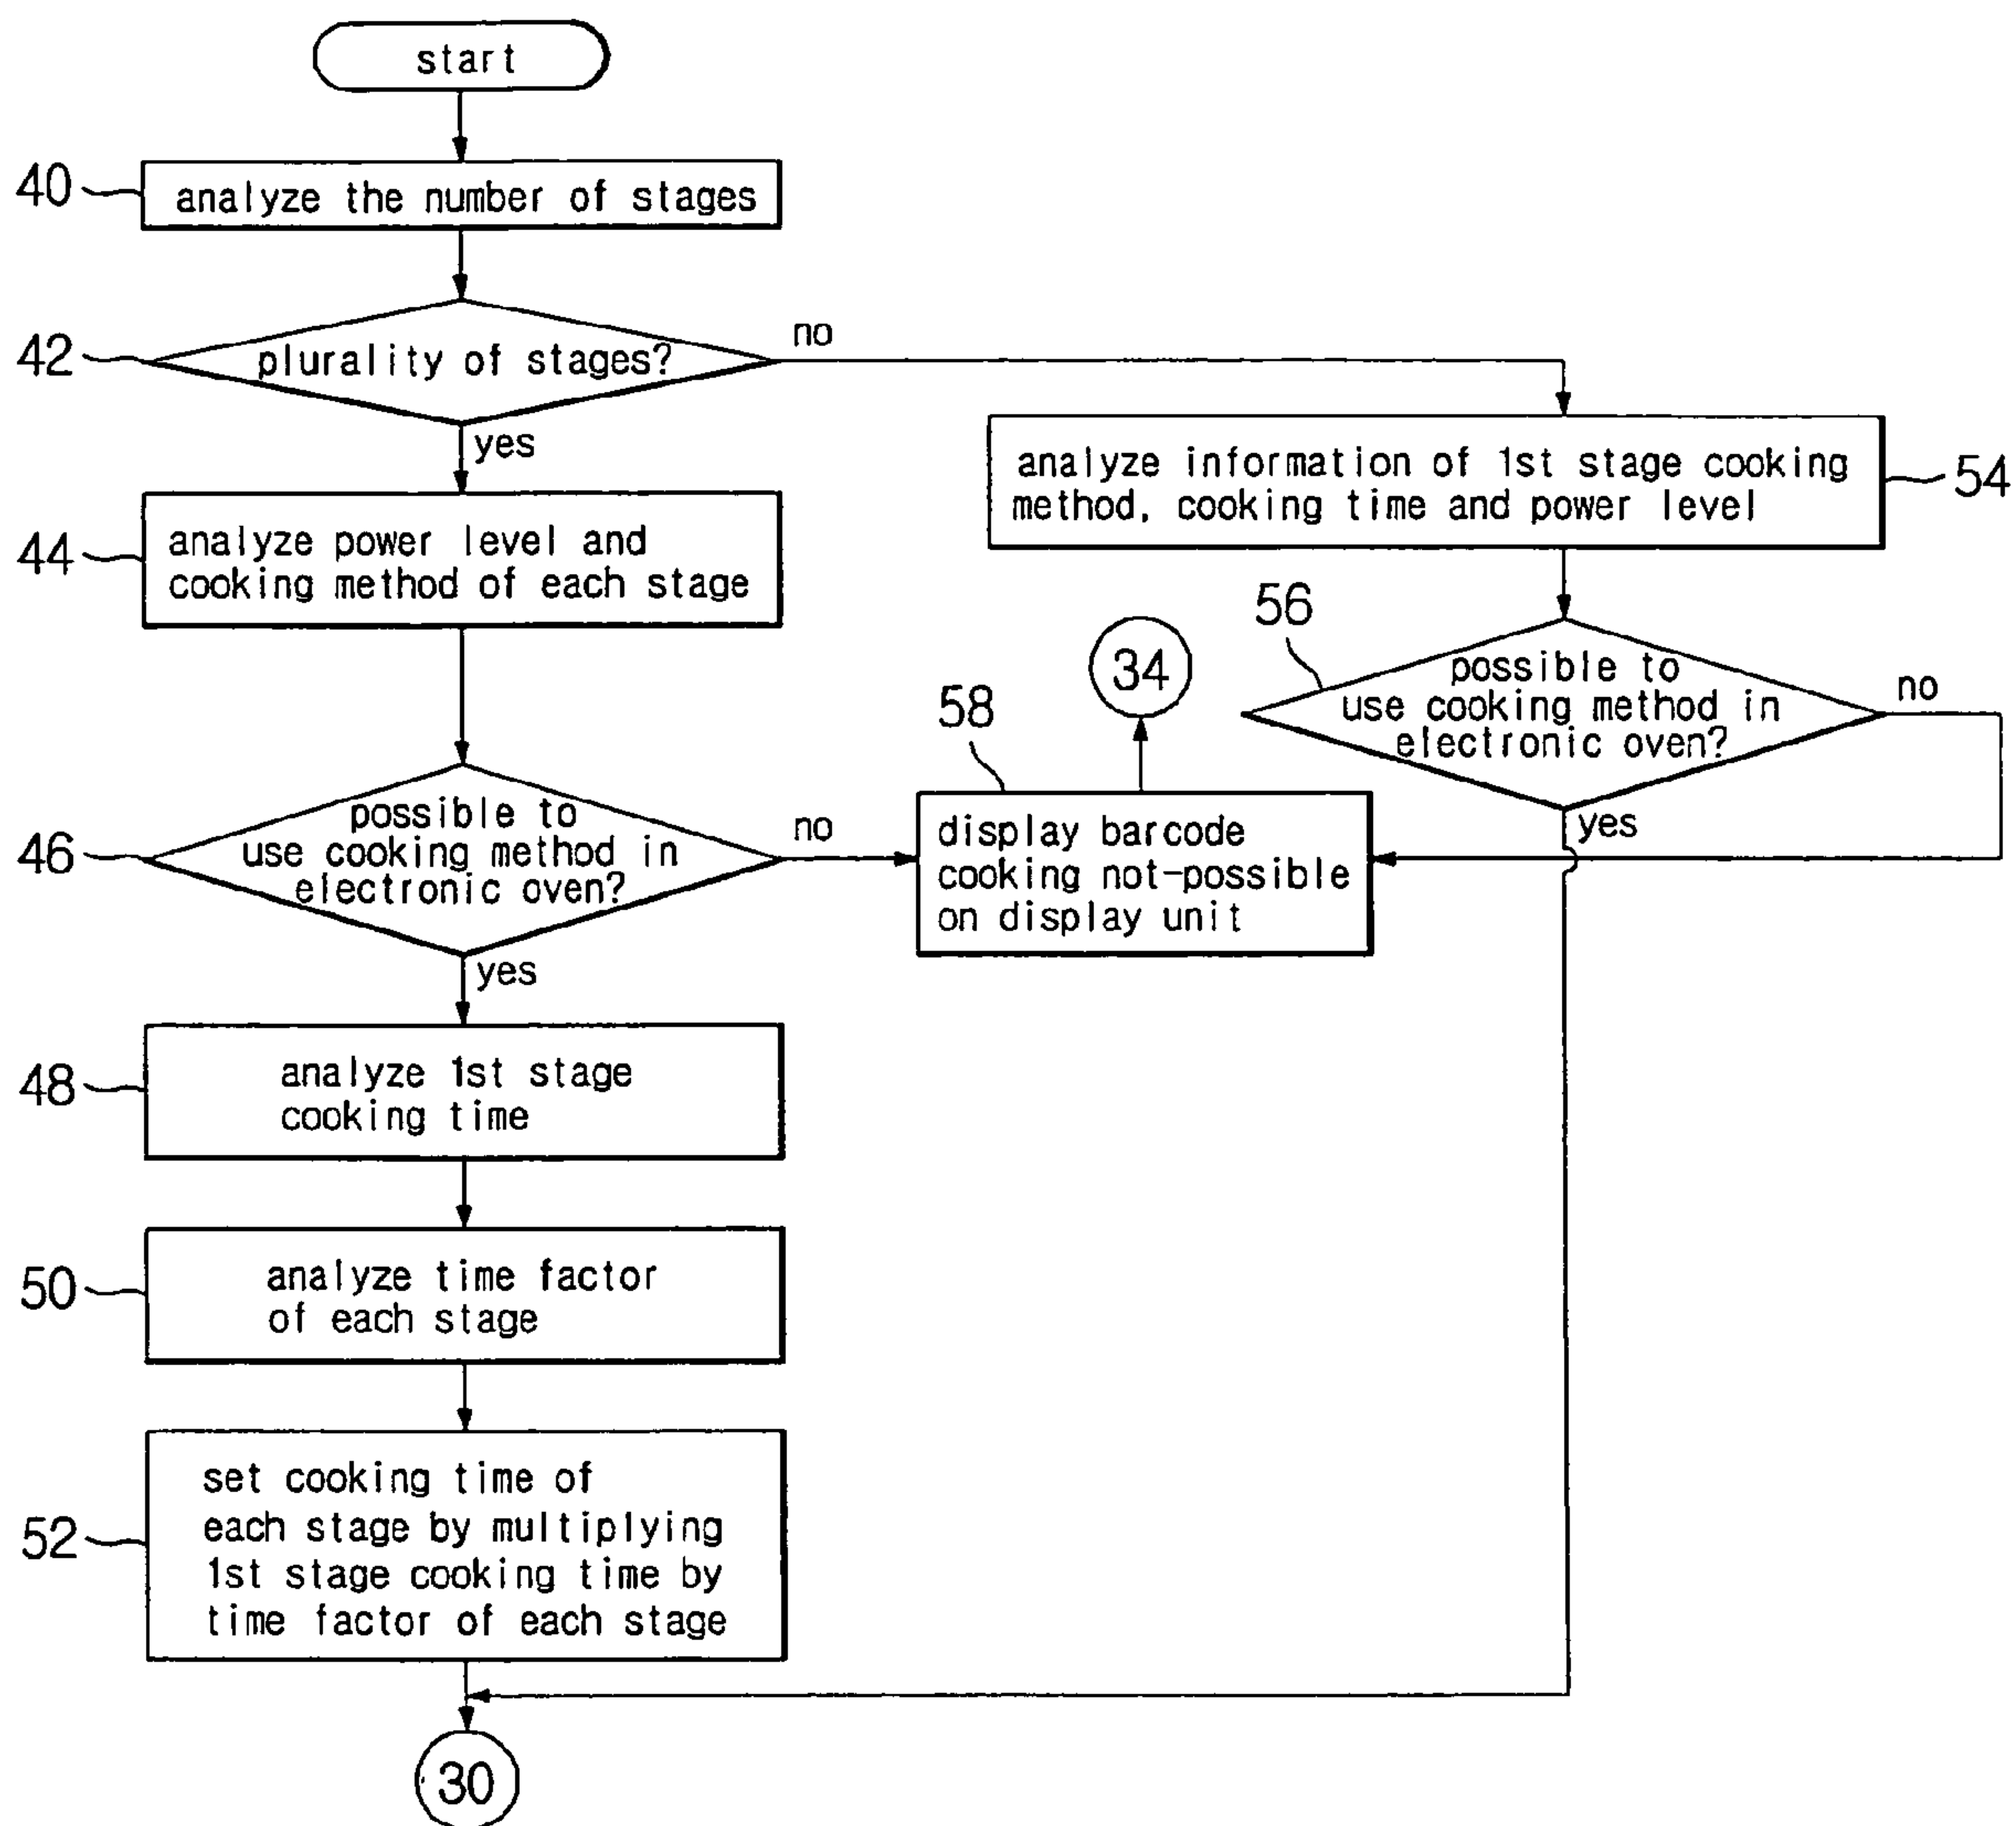 start
40
analyze the number of stages
42
plurality of stages?
no
yes
44
analyze power level and
cooking method of each stage
46
possible to
use cooking method in
electronic oven?
no
yes
48
analyze 1st stage
cooking time
50
analyze time factor
of each stage
52
set cooking time of
each stage by multiplying
1st stage cooking time by
time factor of each stage
30
analyze information of 1st stage cooking
method, cooking time and power level
54
56
possible to
use cooking method in
electronic oven?
no
yes
34
58
display barcode
cooking not-possible
on display unit